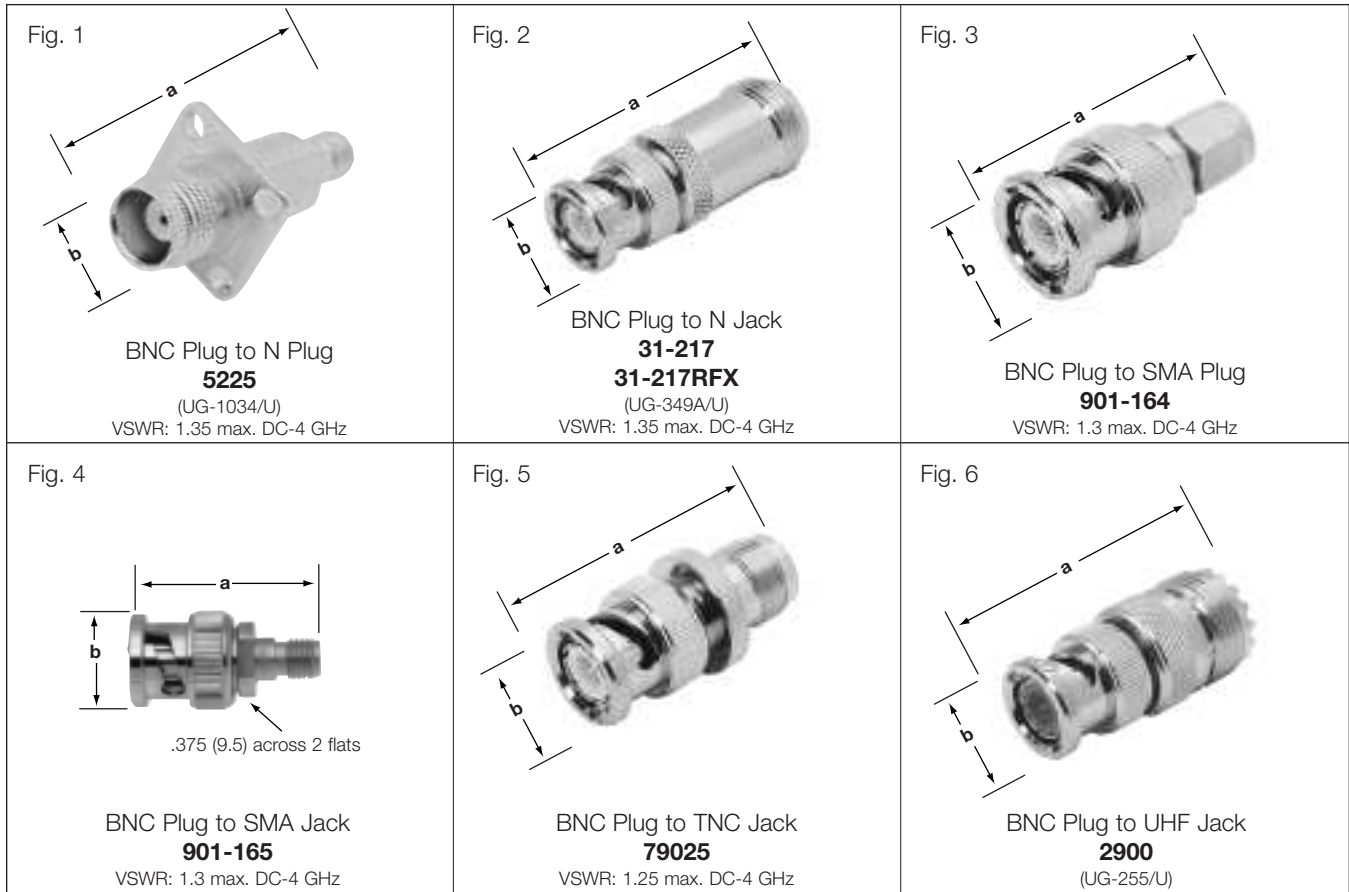 Fig. 1
a
b
BNC Plug to N Plug
5225
(UG-1034/U)
VSWR: 1.35 max. DC-4 GHz
Fig. 2
a
b
BNC Plug to N Jack
31-217
31-217RFX
(UG-349A/U)
VSWR: 1.35 max. DC-4 GHz
Fig. 3
a
b
BNC Plug to SMA Plug
901-164
VSWR: 1.3 max. DC-4 GHz
Fig. 4
a
b
.375 (9.5) across 2 flats
BNC Plug to SMA Jack
901-165
VSWR: 1.3 max. DC-4 GHz
Fig. 5
a
b
BNC Plug to TNC Jack
79025
VSWR: 1.25 max. DC-4 GHz
Fig. 6
a
b
BNC Plug to UHF Jack
2900
(UG-255/U)